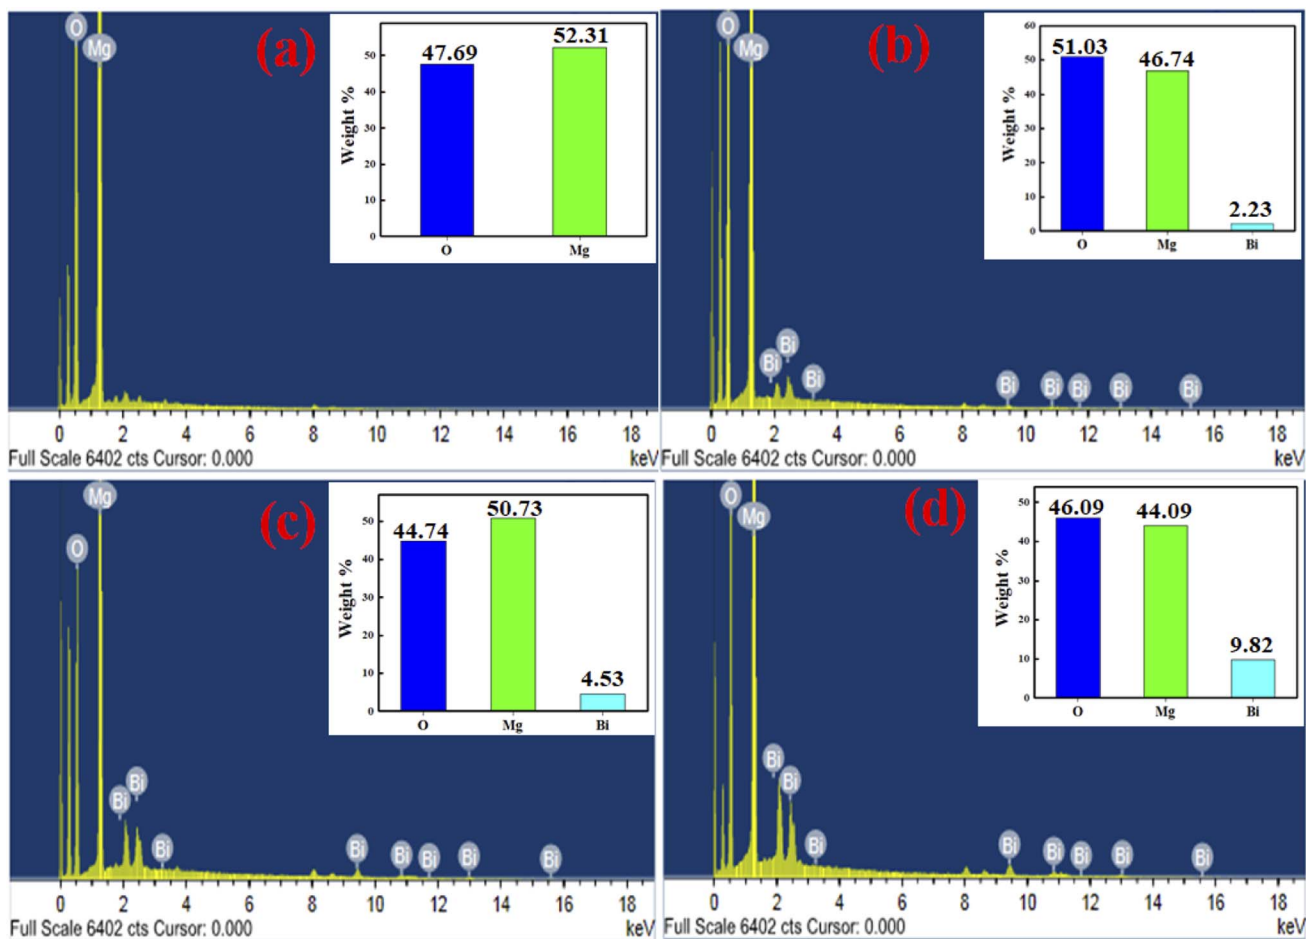 (a)
O
Mg
Weight %
50
40
30
20
10
0
47.69
52.31
O
Mg
0 2 4 6 8 10 12 14 16 18
Full Scale 6402 cts Cursor: 0.000
keV
(b)
O
Mg
Bi
Bi
Bi
Bi
Bi
Bi
Bi
Bi
Weight %
60
50
40
30
20
10
0
51.03
46.74
2.23
O
Mg
Bi
0 2 4 6 8 10 12 14 16 18
Full Scale 6402 cts Cursor: 0.000
keV
(c)
Mg
O
Bi
Bi
Bi
Bi
Bi
Bi
Bi
Bi
Weight %
50
40
30
20
10
0
44.74
50.73
4.53
O
Mg
Bi
0 2 4 6 8 10 12 14 16 18
Full Scale 6402 cts Cursor: 0.000
keV
(d)
O
Mg
Bi
Bi
Bi
Bi
Bi
Bi
Bi
Bi
Weight %
50
40
30
20
10
0
46.09
44.09
9.82
O
Mg
Bi
0 2 4 6 8 10 12 14 16 18
Full Scale 6402 cts Cursor: 0.000
keV